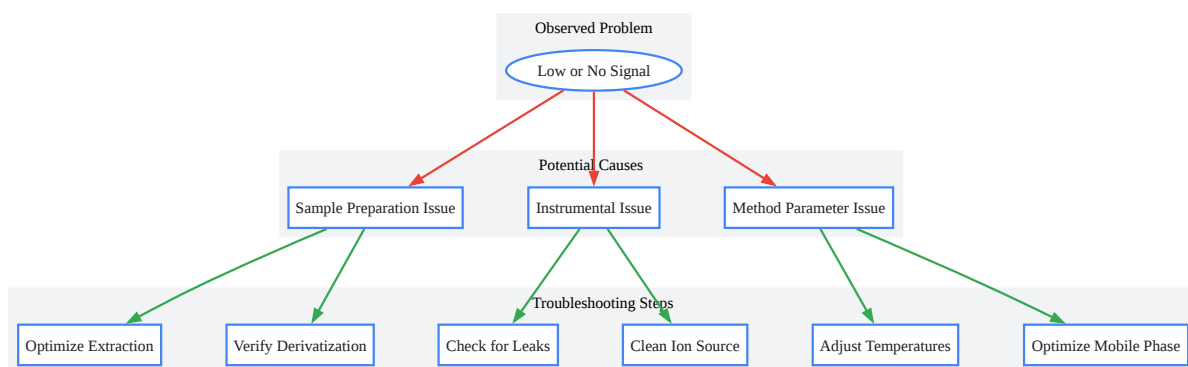 Observed Problem
Low or No Signal
Potential Causes
Sample Preparation Issue
Instrumental Issue
Method Parameter Issue
Troubleshooting Steps
Optimize Extraction
Verify Derivatization
Check for Leaks
Clean Ion Source
Adjust Temperatures
Optimize Mobile Phase